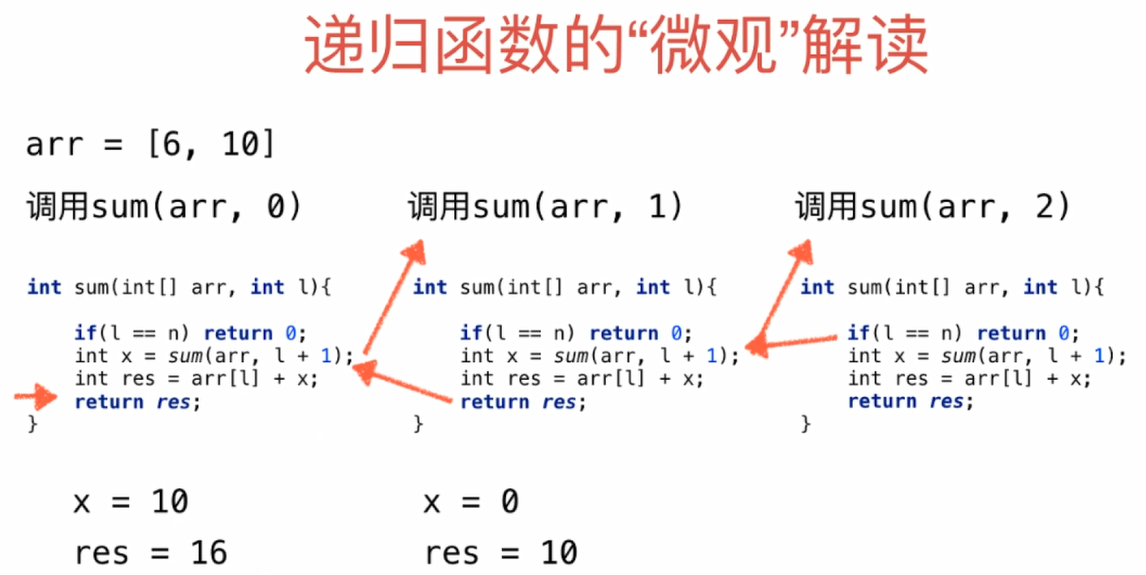 递归函数的“微观”解读
arr = [6, 10]
调用sum(arr, 0)
int sum(int[] arr, int l){
if(l == n) return 0;
int x = sum(arr, l + 1);
int res = arr[l] + x;
return res;
}
x = 10
res = 16
调用sum(arr, 1)
int sum(int[] arr, int l){
if(l == n) return 0;
int x = sum(arr, l + 1);
int res = arr[l] + x;
return res;
}
x = 0
res = 10
调用sum(arr, 2)
int sum(int[] arr, int l){
if(l == n) return 0;
int x = sum(arr, l + 1);
int res = arr[l] + x;
return res;
}